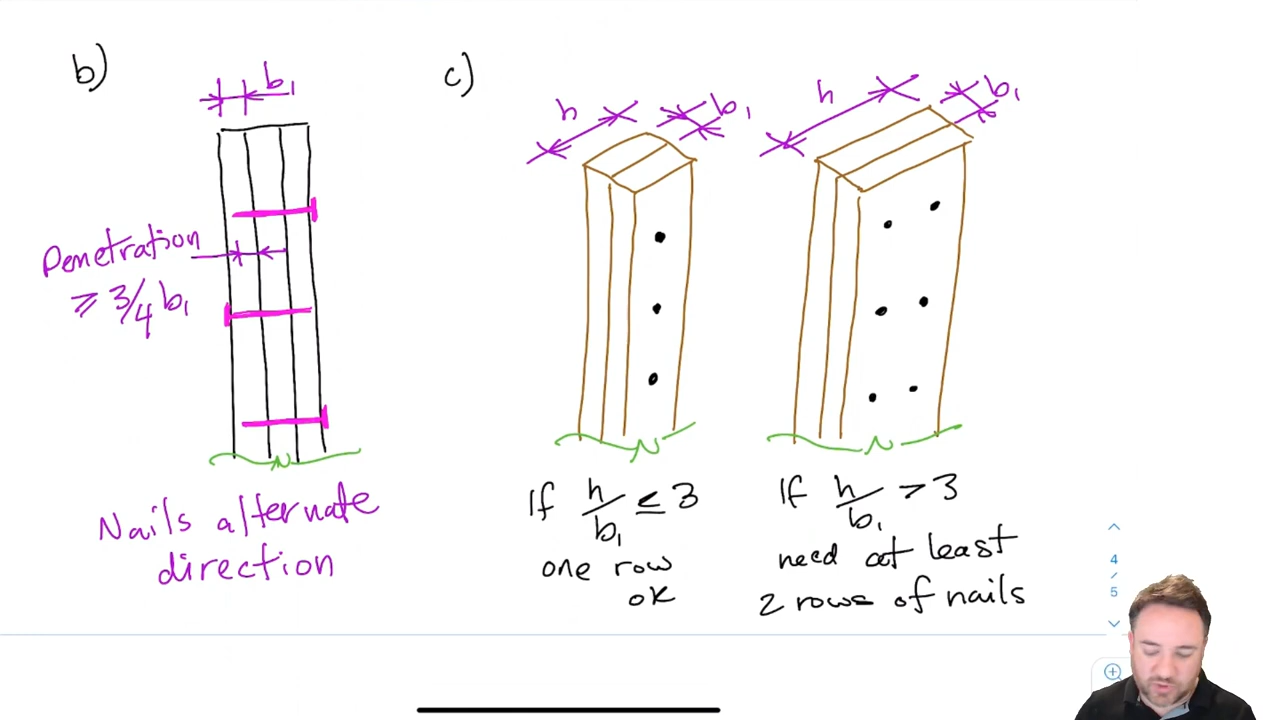 b)
b₁
Penetration
≥ 3/4 b₁
Nails alternate
direction
c)
h
b₁
N
If h/b₁ ≤ 3
one row
ok
h
b₁
N
If h/b₁ > 3
need at least
2 rows of nails
4
/
5